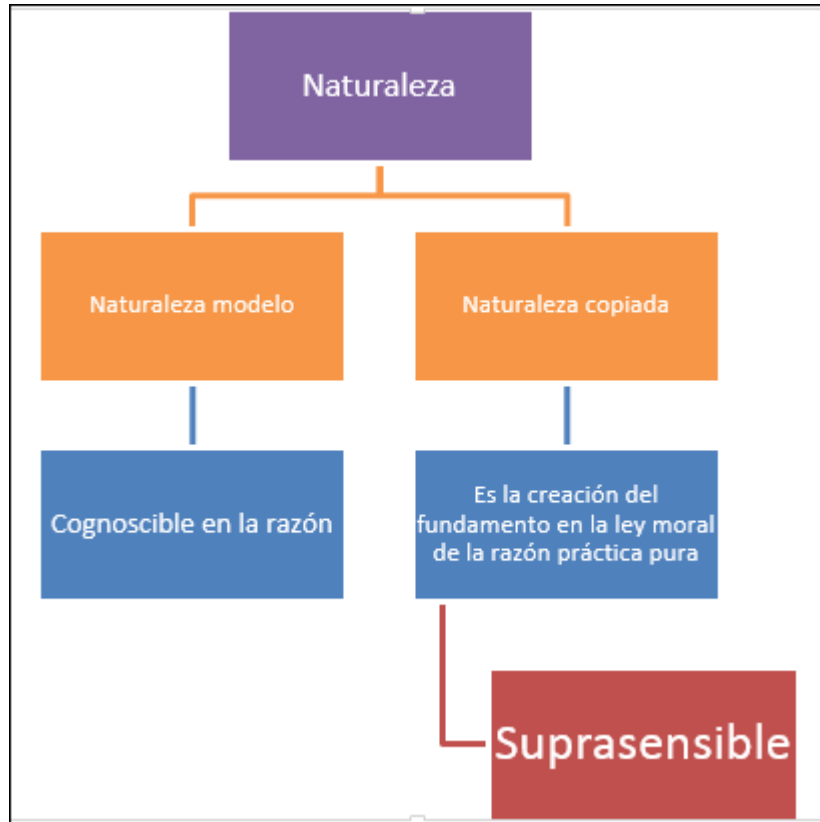 Naturaleza
Naturaleza modelo
Naturaleza copiada
Cognoscible en la razón
Es la creación del
fundamento en la ley moral
de la razón práctica pura
Suprasensible